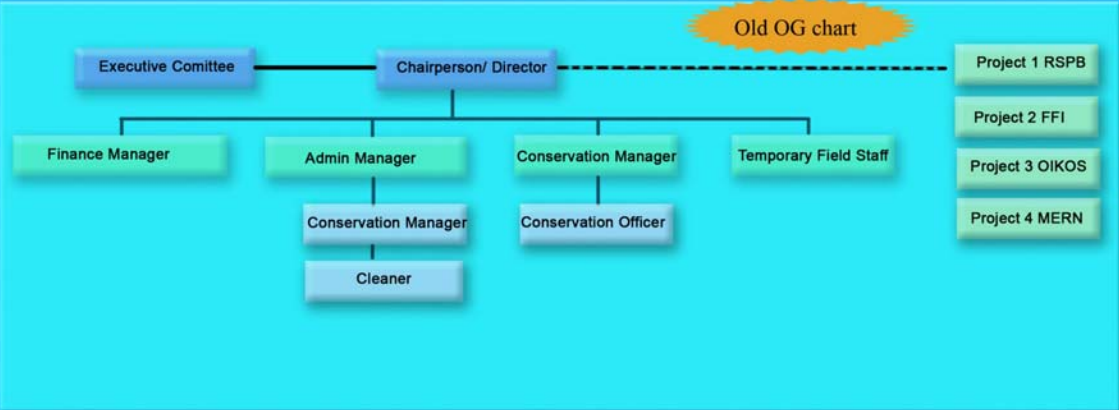 Old OG chart
Executive Comittee
Chairperson/ Director
Project 1 RSPB
Project 2 FFI
Project 3 OIKOS
Project 4 MERN
Finance Manager
Admin Manager
Conservation Manager
Temporary Field Staff
Conservation Manager
Conservation Officer
Cleaner